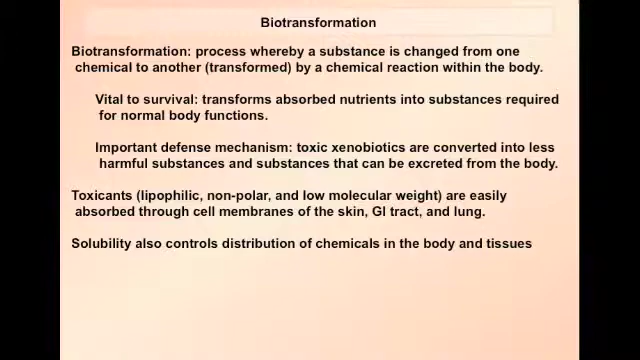 Biotransformation
Biotransformation: process whereby a substance is changed from one
chemical to another (transformed) by a chemical reaction within the body.
Vital to survival: transforms absorbed nutrients into substances required
for normal body functions.
Important defense mechanism: toxic xenobiotics are converted into less
harmful substances and substances that can be excreted from the body.
Toxicants (lipophilic, non-polar, and low molecular weight) are easily
absorbed through cell membranes of the skin, GI tract, and lung.
Solubility also controls distribution of chemicals in the body and tissues